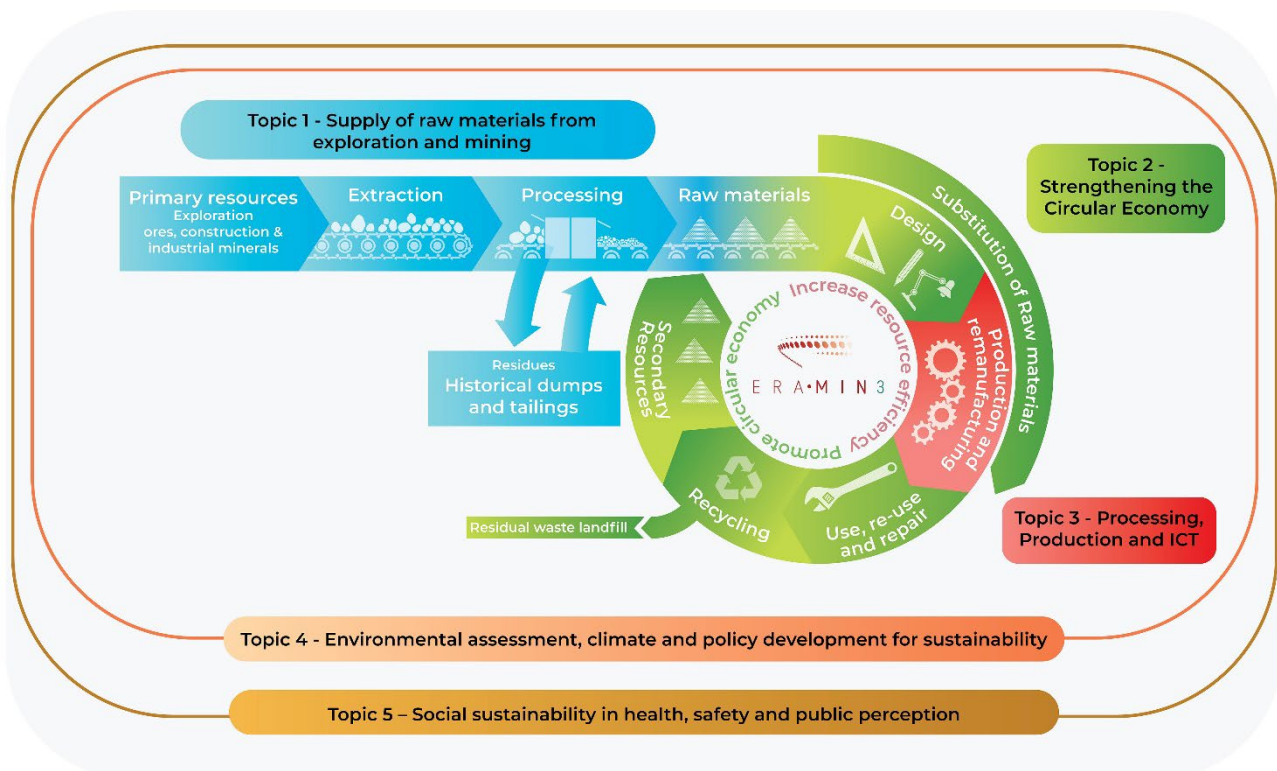 Topic 1 - Supply of raw materials from
exploration and mining
Primary resources
Exploration
ores, construction &
industrial minerals
Extraction
Processing
Raw materials
Residues
Historical dumps
and tailings
Design
Substitution of Raw materials
Topic 2 -
Strengthening the
Circular Economy
Production and
remanufacturing
Topic 3 - Processing,
Production and ICT
Use, re-use
and repair
Recycling
Residual waste landfill
Secondary
Resources
Increase resource efficiency
Promote circular economy
ERA•MIN3
Topic 4 - Environmental assessment, climate and policy development for sustainability
Topic 5 – Social sustainability in health, safety and public perception